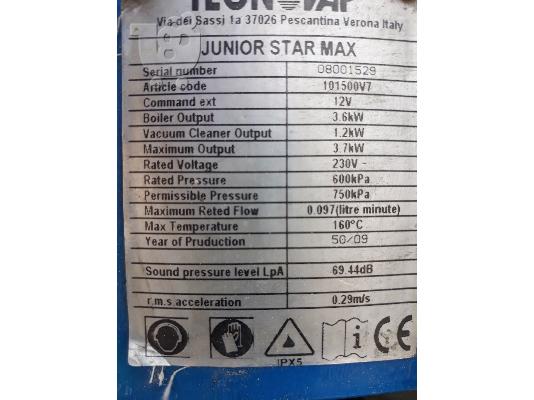 TECNOVAP
Via dei Sassi 1a 37026 Pescantina Verona Italy
JUNIOR STAR MAX
Serial number 08001529
Article code 101500V7
Command ext 12V
Boiler Output 3.6kW
Vacuum Cleaner Output 1.2kW
Maximum Output 3.7kW
Rated Voltage 230V ~
Rated Pressure 600kPa
Permissible Pressure 750kPa
Maximum Reted Flow 0.097(litre minute)
Max Temperature 160°C
Year of Pruduction 50/09
Sound pressure level LpA 69.44dB
r.m.s acceleration 0.29m/s
i CE
IPX5